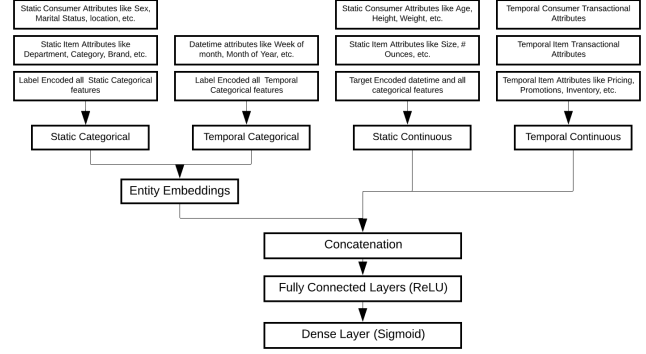 Static Consumer Attributes like Sex,
Marital Status, location, etc.
Static Item Attributes like
Department, Category, Brand, etc.
Label Encoded all Static Categorical
features
Static Categorical
Datetime attributes like Week of
month, Month of Year, etc.
Label Encoded all Temporal
Categorical features
Temporal Categorical
Static Consumer Attributes like Age,
Height, Weight, etc.
Static Item Attributes like Size, #
Ounces, etc.
Target Encoded datetime and all
categorical features
Static Continuous
Temporal Consumer Transactional
Attributes
Temporal Item Transactional
Attributes
Temporal Item Attributes like Pricing,
Promotions, Inventory, etc.
Temporal Continuous
Entity Embeddings
Concatenation
Fully Connected Layers (ReLU)
Dense Layer (Sigmoid)